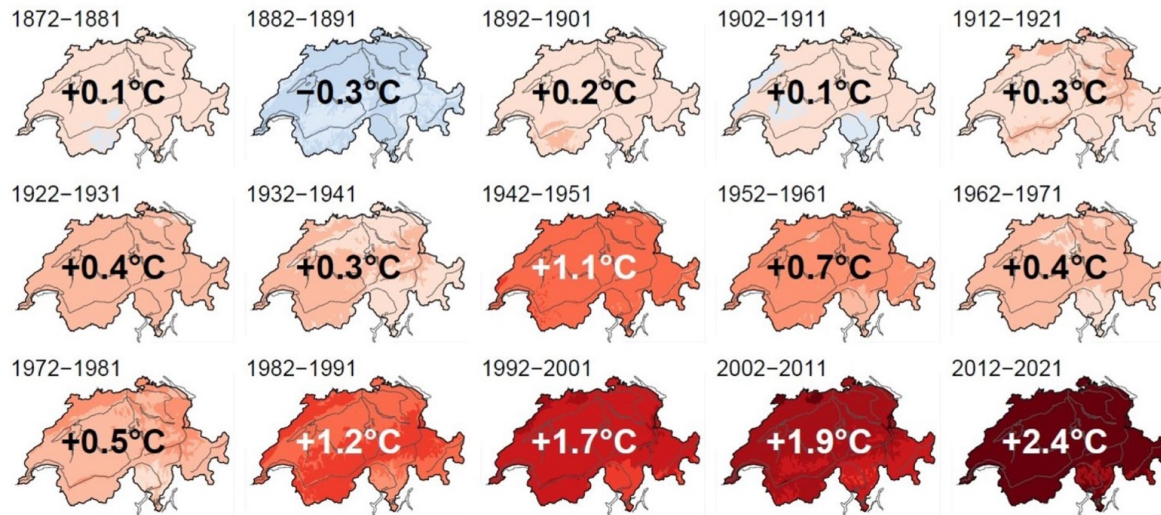 1872−1881
1882−1891
1892−1901
1902−1911
1912−1921
+0.1°C
−0.3°C
+0.2°C
+0.1°C
+0.3°C
1922−1931
1932−1941
1942−1951
1952−1961
1962−1971
+0.4°C
+0.3°C
+1.1°C
+0.7°C
+0.4°C
1972−1981
1982−1991
1992−2001
2002−2011
2012−2021
+0.5°C
+1.2°C
+1.7°C
+1.9°C
+2.4°C